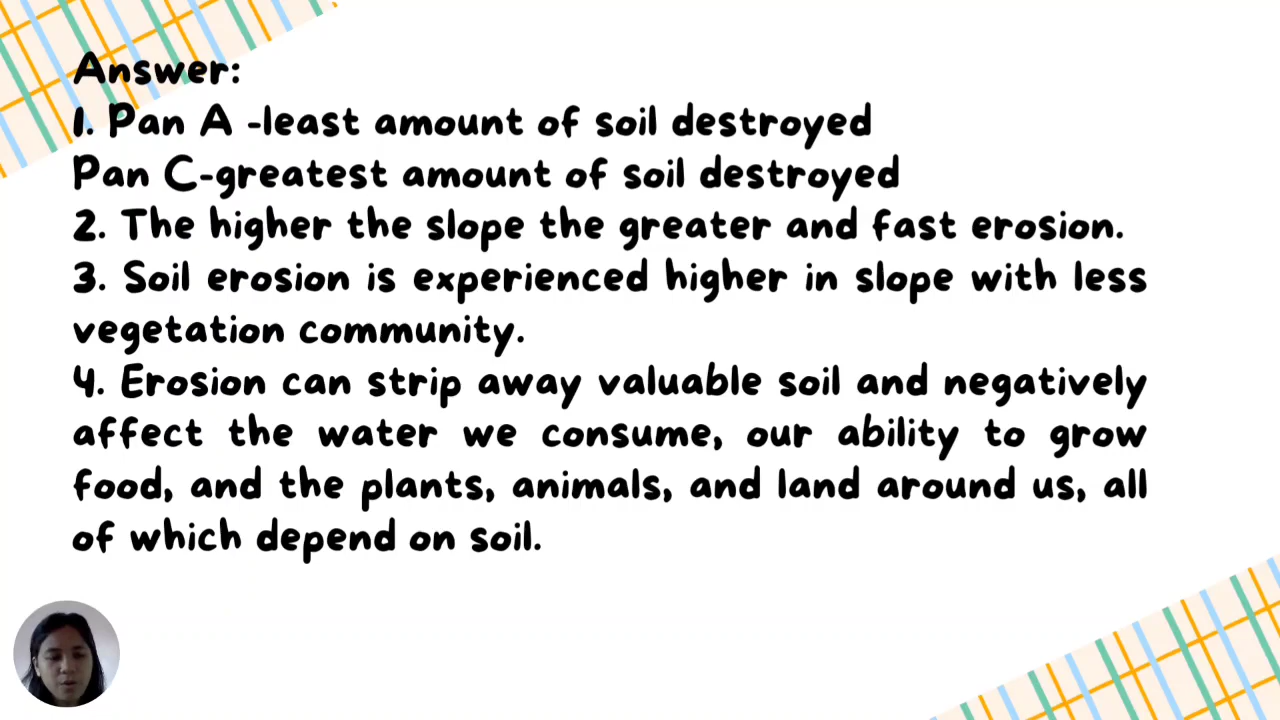 Answer:
1. Pan A -least amount of soil destroyed
Pan C-greatest amount of soil destroyed
2. The higher the slope the greater and fast erosion.
3. Soil erosion is experienced higher in slope with less
vegetation community.
4. Erosion can strip away valuable soil and negatively
affect the water we consume, our ability to grow
food, and the plants, animals, and land around us, all
of which depend on soil.